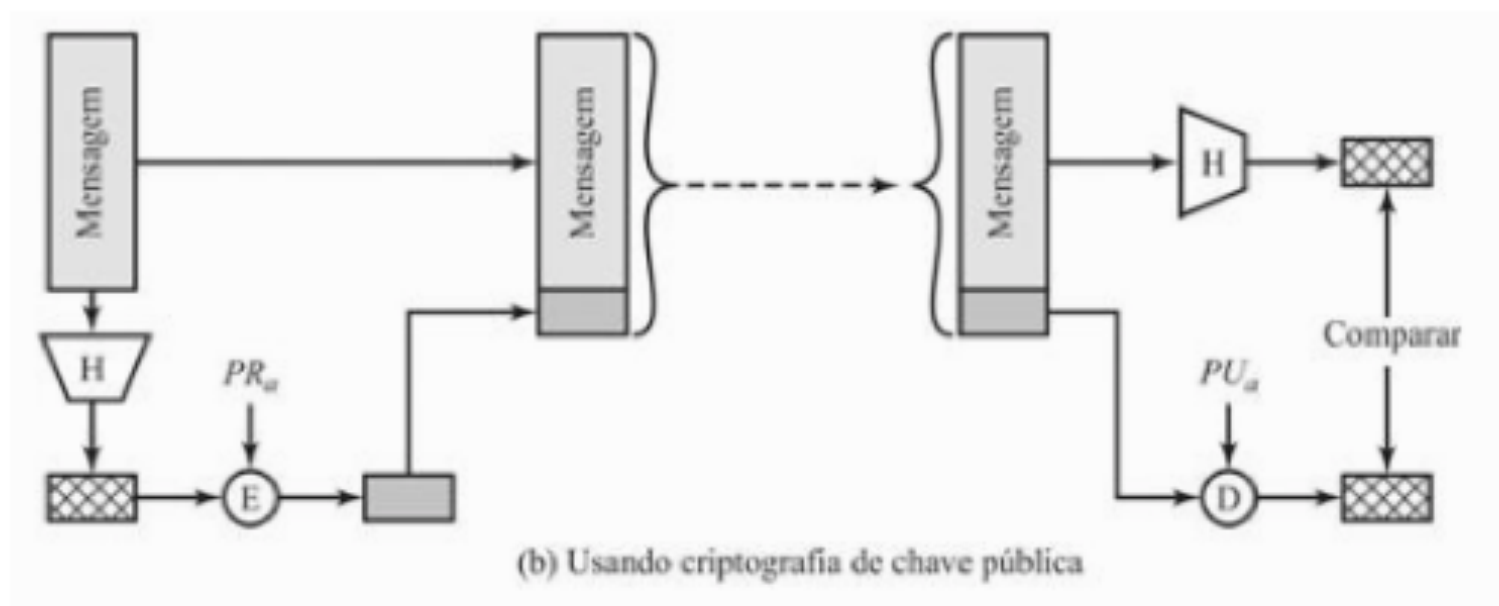 Mensagem
Mensagem
Mensagem
H
H
PRa
PUa
Comparar
E
D
(b) Usando criptografia de chave pública